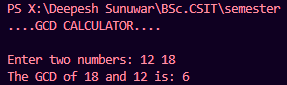 PS X:\Deepesh Sunuwar\BSc.CSIT\semester
....GCD CALCULATOR....
Enter two numbers: 12 18
The GCD of 18 and 12 is: 6